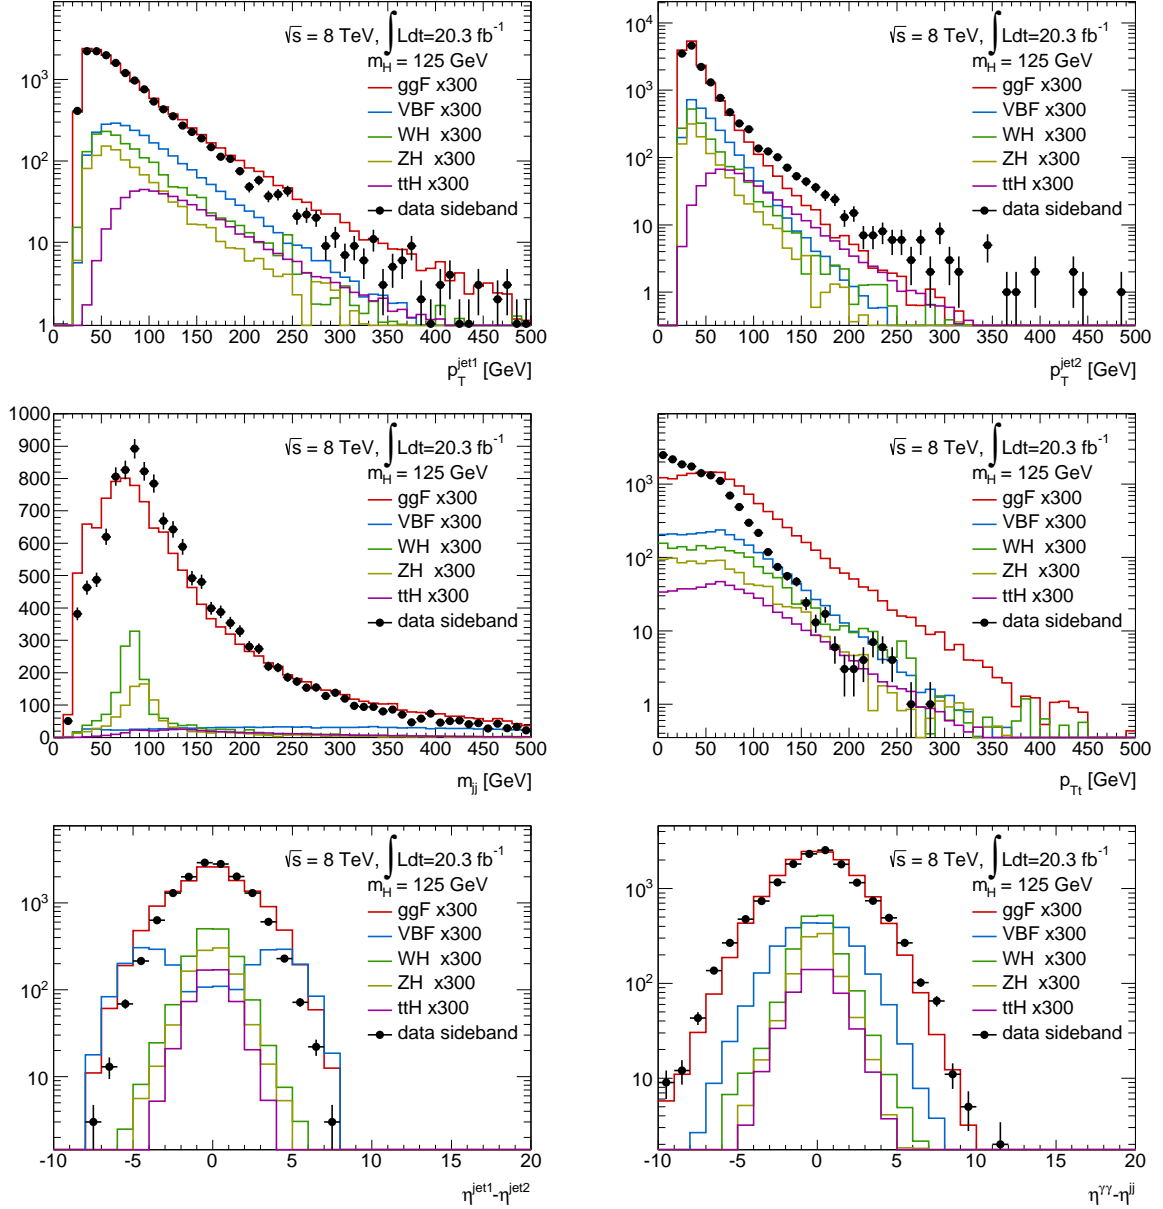 √s = 8 TeV, ∫Ldt=20.3 fb⁻¹
m_H = 125 GeV
ggF x300
VBF x300
WH x300
ZH x300
ttH x300
data sideband
10³
10²
10
1
0 50 100 150 200 250 300 350 400 450 500
p_T^jet1 [GeV]
√s = 8 TeV, ∫Ldt=20.3 fb⁻¹
m_H = 125 GeV
ggF x300
VBF x300
WH x300
ZH x300
ttH x300
data sideband
10⁴
10³
10²
10
1
0 50 100 150 200 250 300 350 400 450 500
p_T^jet2 [GeV]
√s = 8 TeV, ∫Ldt=20.3 fb⁻¹
m_H = 125 GeV
ggF x300
VBF x300
WH x300
ZH x300
ttH x300
data sideband
1000
900
800
700
600
500
400
300
200
100
0
0 50 100 150 200 250 300 350 400 450 500
m_jj [GeV]
√s = 8 TeV, ∫Ldt=20.3 fb⁻¹
m_H = 125 GeV
ggF x300
VBF x300
WH x300
ZH x300
ttH x300
data sideband
10³
10²
10
1
0 50 100 150 200 250 300 350 400 450 500
p_Tt [GeV]
√s = 8 TeV, ∫Ldt=20.3 fb⁻¹
m_H = 125 GeV
ggF x300
VBF x300
WH x300
ZH x300
ttH x300
data sideband
10³
10²
10
-10 -5 0 5 10 15 20
η^jet1-η^jet2
√s = 8 TeV, ∫Ldt=20.3 fb⁻¹
m_H = 125 GeV
ggF x300
VBF x300
WH x300
ZH x300
ttH x300
data sideband
10³
10²
10
-10 -5 0 5 10 15 20
η^γγ-η^jj